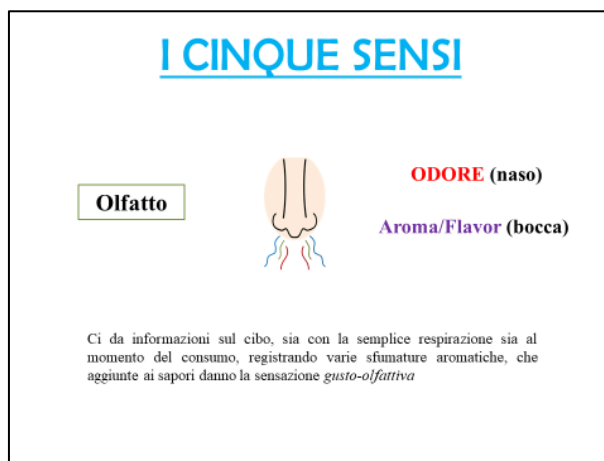 I CINQUE SENSI
Olfatto
ODORE (naso)
Aroma/Flavor (bocca)
Ci da informazioni sul cibo, sia con la semplice respirazione sia al
momento del consumo, registrando varie sfumature aromatiche, che
aggiunte ai sapori danno la sensazione gusto-olfattiva